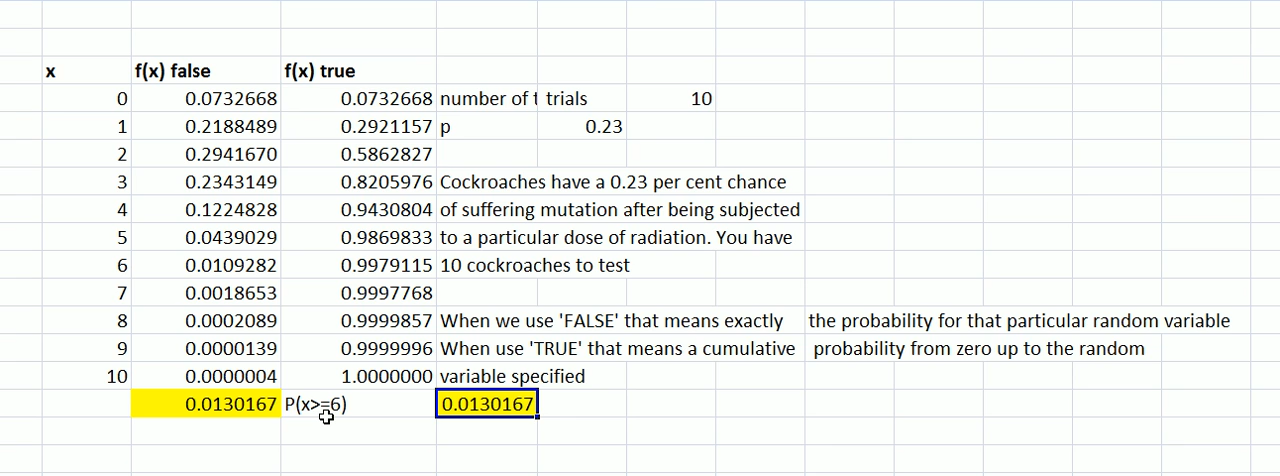 x f(x) false f(x) true
0 0.0732668 0.0732668 number of t trials 10
1 0.2188489 0.2921157 p 0.23
2 0.2941670 0.5862827
3 0.2343149 0.8205976 Cockroaches have a 0.23 per cent chance
4 0.1224828 0.9430804 of suffering mutation after being subjected
5 0.0439029 0.9869833 to a particular dose of radiation. You have
6 0.0109282 0.9979115 10 cockroaches to test
7 0.0018653 0.9997768
8 0.0002089 0.9999857 When we use 'FALSE' that means exactly the probability for that particular random variable
9 0.0000139 0.9999996 When use 'TRUE' that means a cumulative probability from zero up to the random
10 0.0000004 1.0000000 variable specified
0.0130167 P(x>=6) 0.0130167